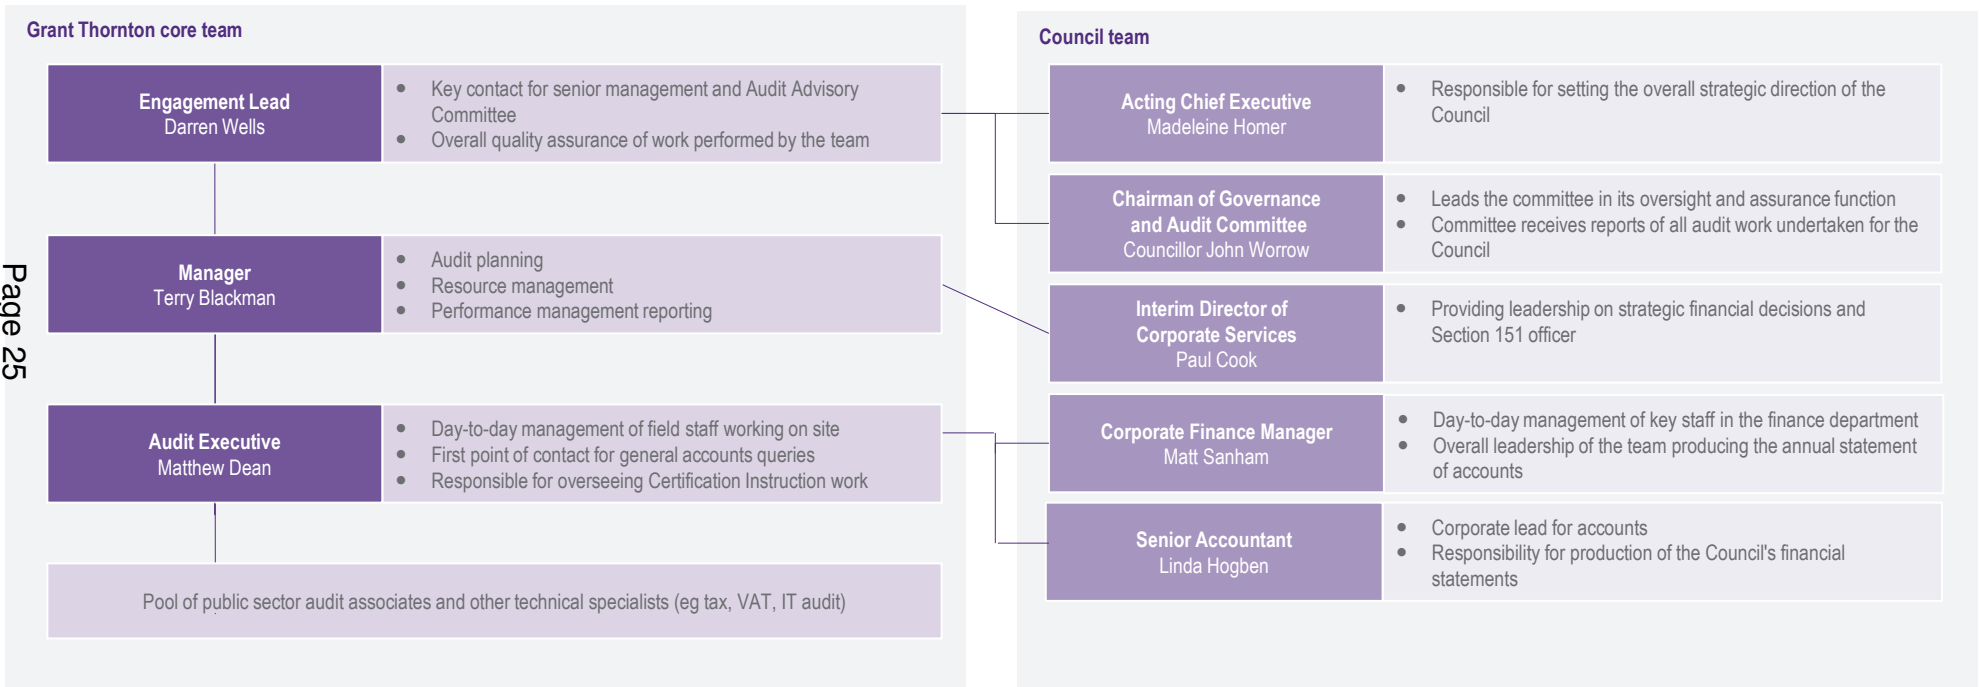 Grant Thornton core team
Engagement Lead
Darren Wells
• Key contact for senior management and Audit Advisory
Committee
• Overall quality assurance of work performed by the team
Manager
Terry Blackman
• Audit planning
• Resource management
• Performance management reporting
Audit Executive
Matthew Dean
• Day-to-day management of field staff working on site
• First point of contact for general accounts queries
• Responsible for overseeing Certification Instruction work
Pool of public sector audit associates and other technical specialists (eg tax, VAT, IT audit)
Council team
Acting Chief Executive
Madeleine Homer
• Responsible for setting the overall strategic direction of the
Council
Chairman of Governance
and Audit Committee
Councillor John Worrow
• Leads the committee in its oversight and assurance function
• Committee receives reports of all audit work undertaken for the
Council
Interim Director of
Corporate Services
Paul Cook
• Providing leadership on strategic financial decisions and
Section 151 officer
Corporate Finance Manager
Matt Sanham
• Day-to-day management of key staff in the finance department
• Overall leadership of the team producing the annual statement
of accounts
Senior Accountant
Linda Hogben
• Corporate lead for accounts
• Responsibility for production of the Council's financial
statements
Page 25